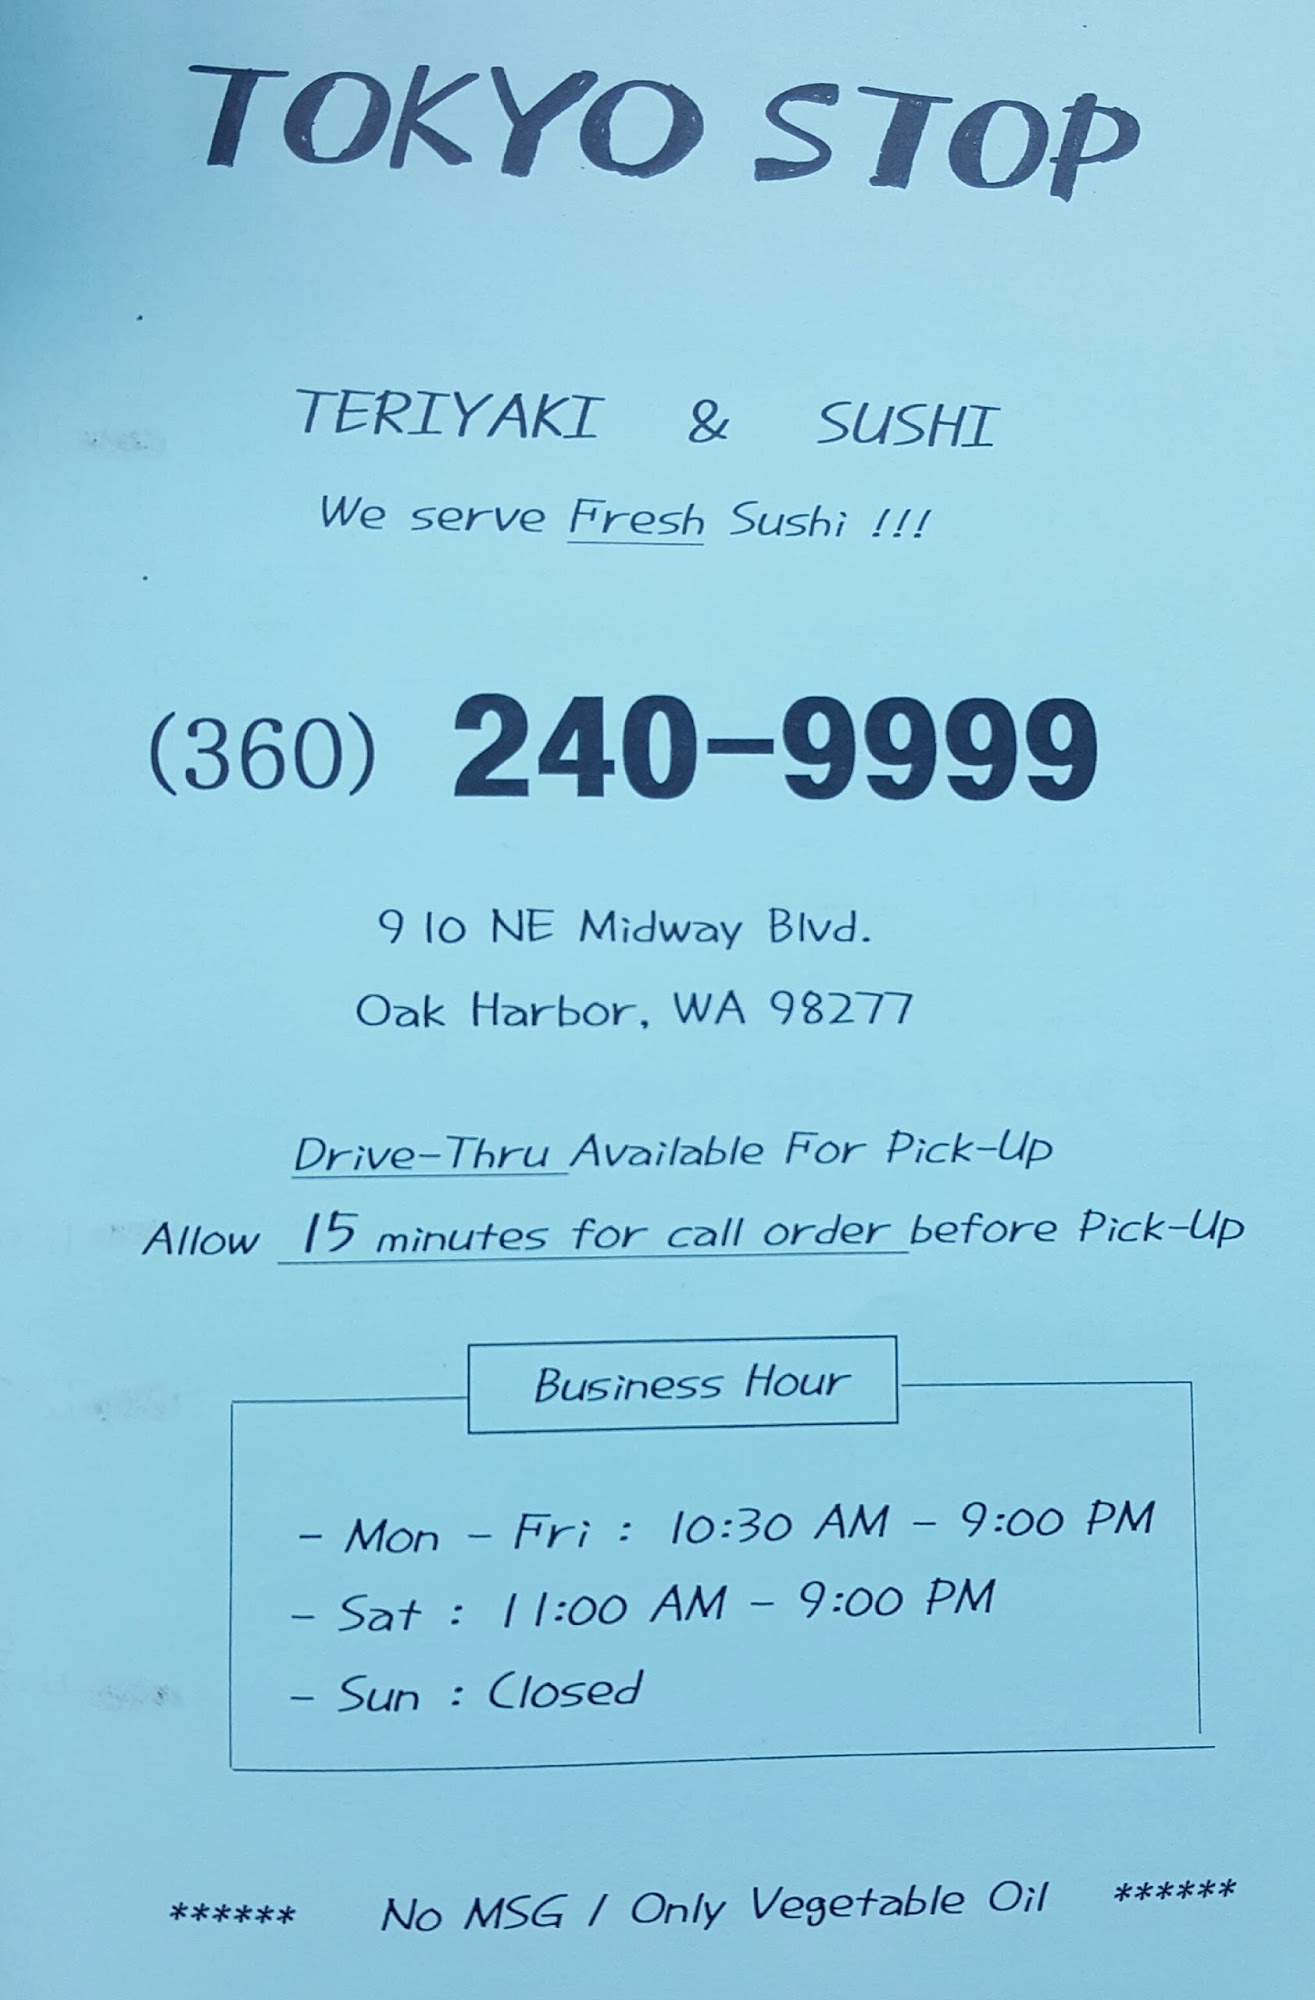 TOKYO STOP
TERIYAKI & SUSHI
We serve Fresh Sushi !!!
(360) 240-9999
910 NE Midway Blvd.
Oak Harbor, WA 98277
Drive-Thru Available For Pick-Up
Allow 15 minutes for call order before Pick-Up
Business Hour
- Mon - Fri : 10:30 AM - 9:00 PM
- Sat : 11:00 AM - 9:00 PM
- Sun : Closed
****** No MSG / Only Vegetable Oil ******